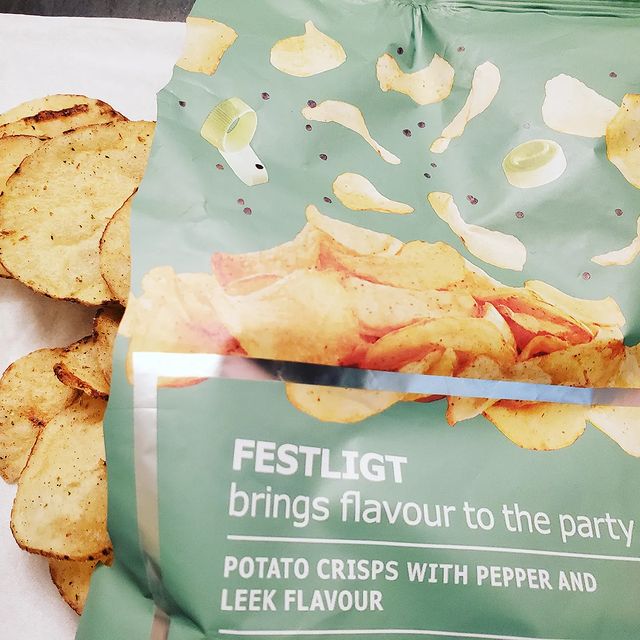 FESTLIGT
brings flavour to the party
POTATO CRISPS WITH PEPPER AND
LEEK FLAVOUR